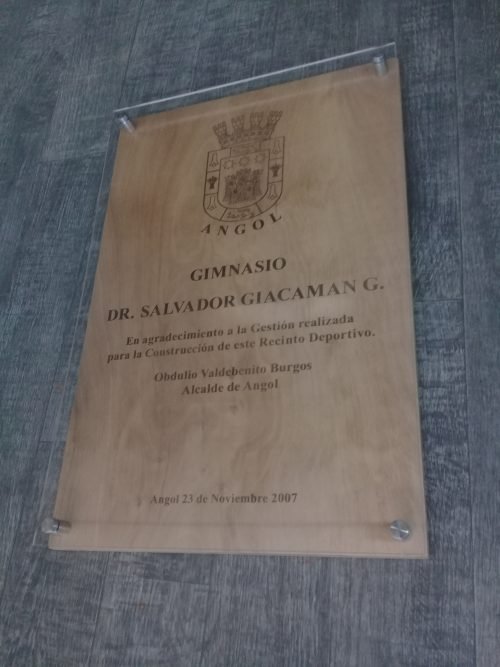 ANGOL
GIMNASIO
DR. SALVADOR GIACAMAN G.
En agradecimiento a la Gestión realizada
para la Construcción de este Recinto Deportivo.
Obdulio Valdebenito Burgos
Alcalde de Angol
Angol 23 de Noviembre 2007